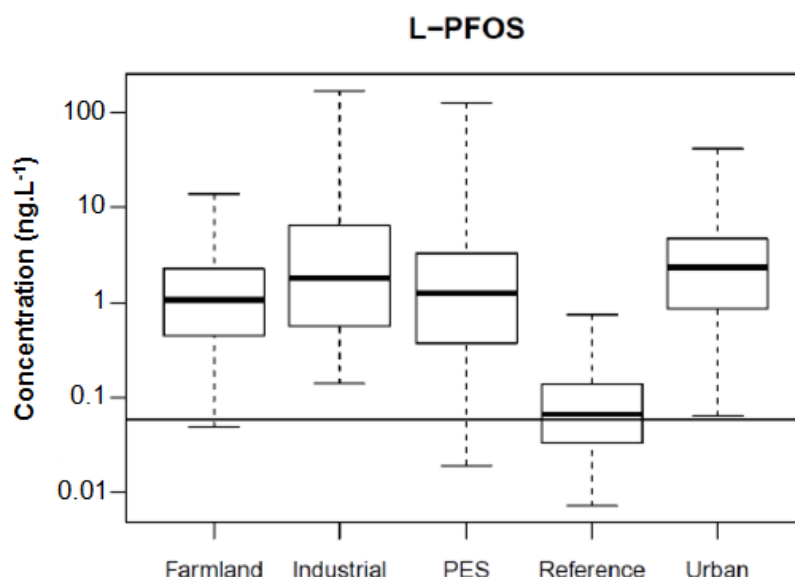 L−PFOS
Concentration (ng.L-1)
100
10
1
0.1
0.01
Farmland Industrial PES Reference Urban